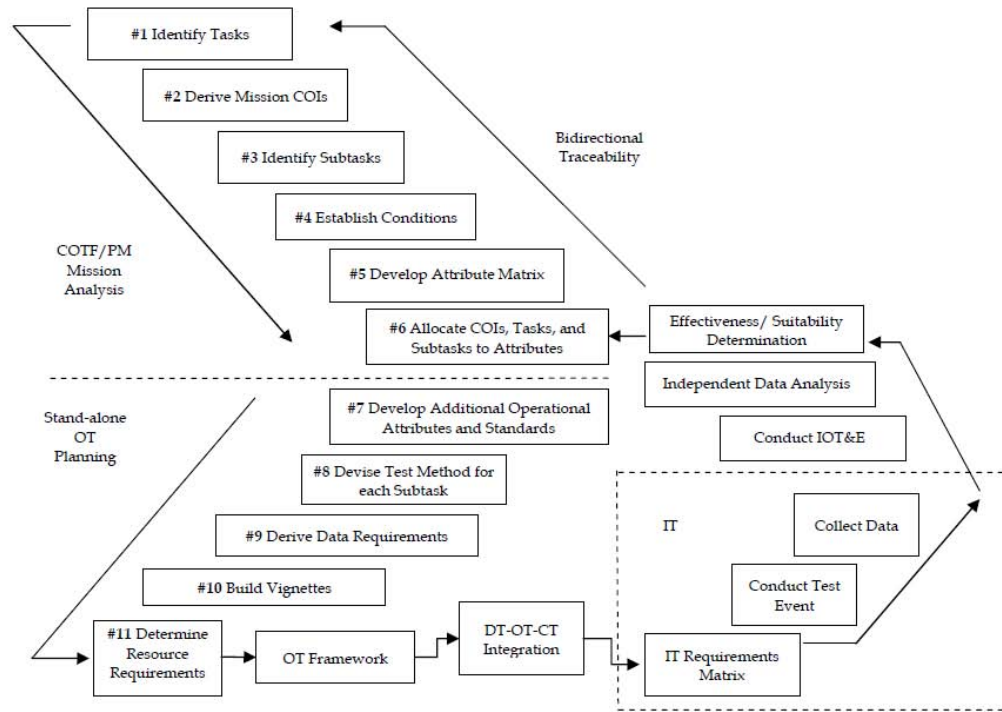 #1 Identify Tasks
#2 Derive Mission COIs
#3 Identify Subtasks
#4 Establish Conditions
#5 Develop Attribute Matrix
#6 Allocate COIs, Tasks, and
Subtasks to Attributes
COTF/PM
Mission
Analysis
Bidirectional
Traceability
Effectiveness/ Suitability
Determination
Independent Data Analysis
Conduct IOT&E
Stand-alone
OT
Planning
#7 Develop Additional Operational
Attributes and Standards
#8 Devise Test Method for
each Subtask
#9 Derive Data Requirements
#10 Build Vignettes
#11 Determine
Resource
Requirements
OT Framework
DT-OT-CT
Integration
IT
Collect Data
Conduct Test
Event
IT Requirements
Matrix